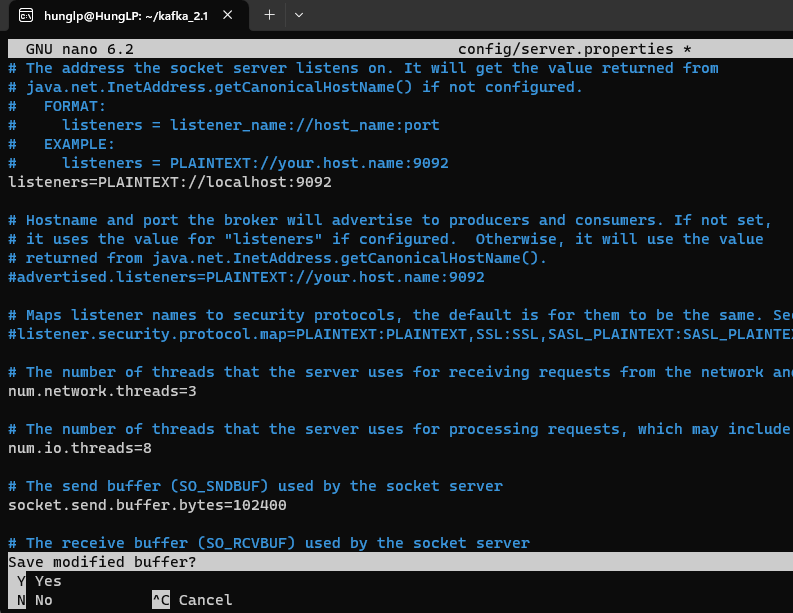 hunglp@HungLP: ~/kafka_2.1
GNU nano 6.2 config/server.properties *
# The address the socket server listens on. It will get the value returned from
# java.net.InetAddress.getCanonicalHostName() if not configured.
#   FORMAT:
#     listeners = listener_name://host_name:port
#   EXAMPLE:
#     listeners = PLAINTEXT://your.host.name:9092
listeners=PLAINTEXT://localhost:9092
# Hostname and port the broker will advertise to producers and consumers. If not set,
# it uses the value for "listeners" if configured.  Otherwise, it will use the value
# returned from java.net.InetAddress.getCanonicalHostName().
#advertised.listeners=PLAINTEXT://your.host.name:9092
# Maps listener names to security protocols, the default is for them to be the same. Se
#listener.security.protocol.map=PLAINTEXT:PLAINTEXT,SSL:SSL,SASL_PLAINTEXT:SASL_PLAINTE
# The number of threads that the server uses for receiving requests from the network an
num.network.threads=3
# The number of threads that the server uses for processing requests, which may include
num.io.threads=8
# The send buffer (SO_SNDBUF) used by the socket server
socket.send.buffer.bytes=102400
# The receive buffer (SO_RCVBUF) used by the socket server
Save modified buffer?
Y Yes
N No ^C Cancel